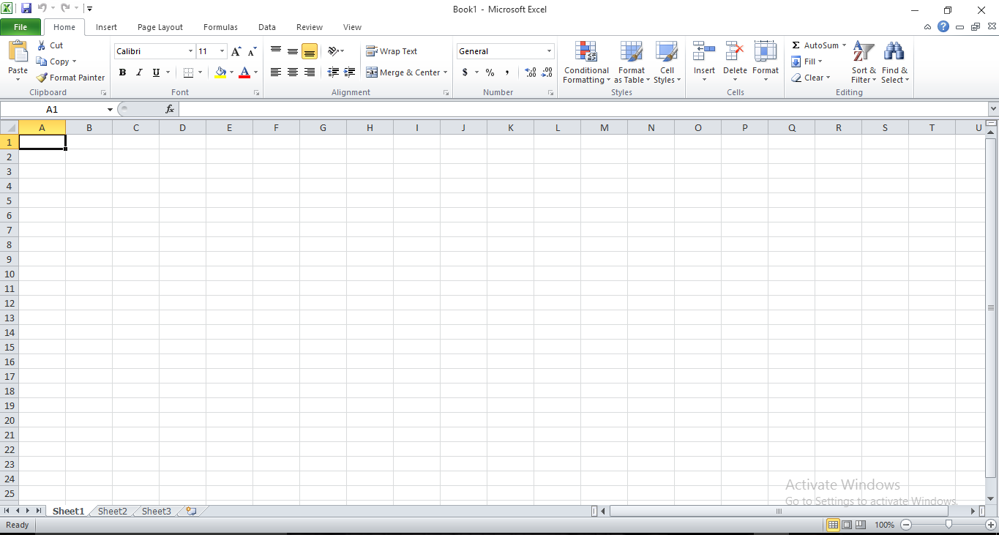 Book1 - Microsoft Excel
File Home Insert Page Layout Formulas Data Review View
Paste
Cut
Copy
Format Painter
Clipboard
Calibri 11
B I U
Font
Wrap Text
Merge & Center
Alignment
General
$ % ,
Number
Conditional Formatting
Format as Table
Cell Styles
Styles
Insert Delete Format
Cells
Σ AutoSum
Fill
Clear
Sort & Filter
Find & Select
Editing
A1 fx
A B C D E F G H I J K L M N O P Q R S T U
1
2
3
4
5
6
7
8
9
10
11
12
13
14
15
16
17
18
19
20
21
22
23
24
25
Activate Windows
Go to Settings to activate Windows.
Sheet1 Sheet2 Sheet3
Ready 100%